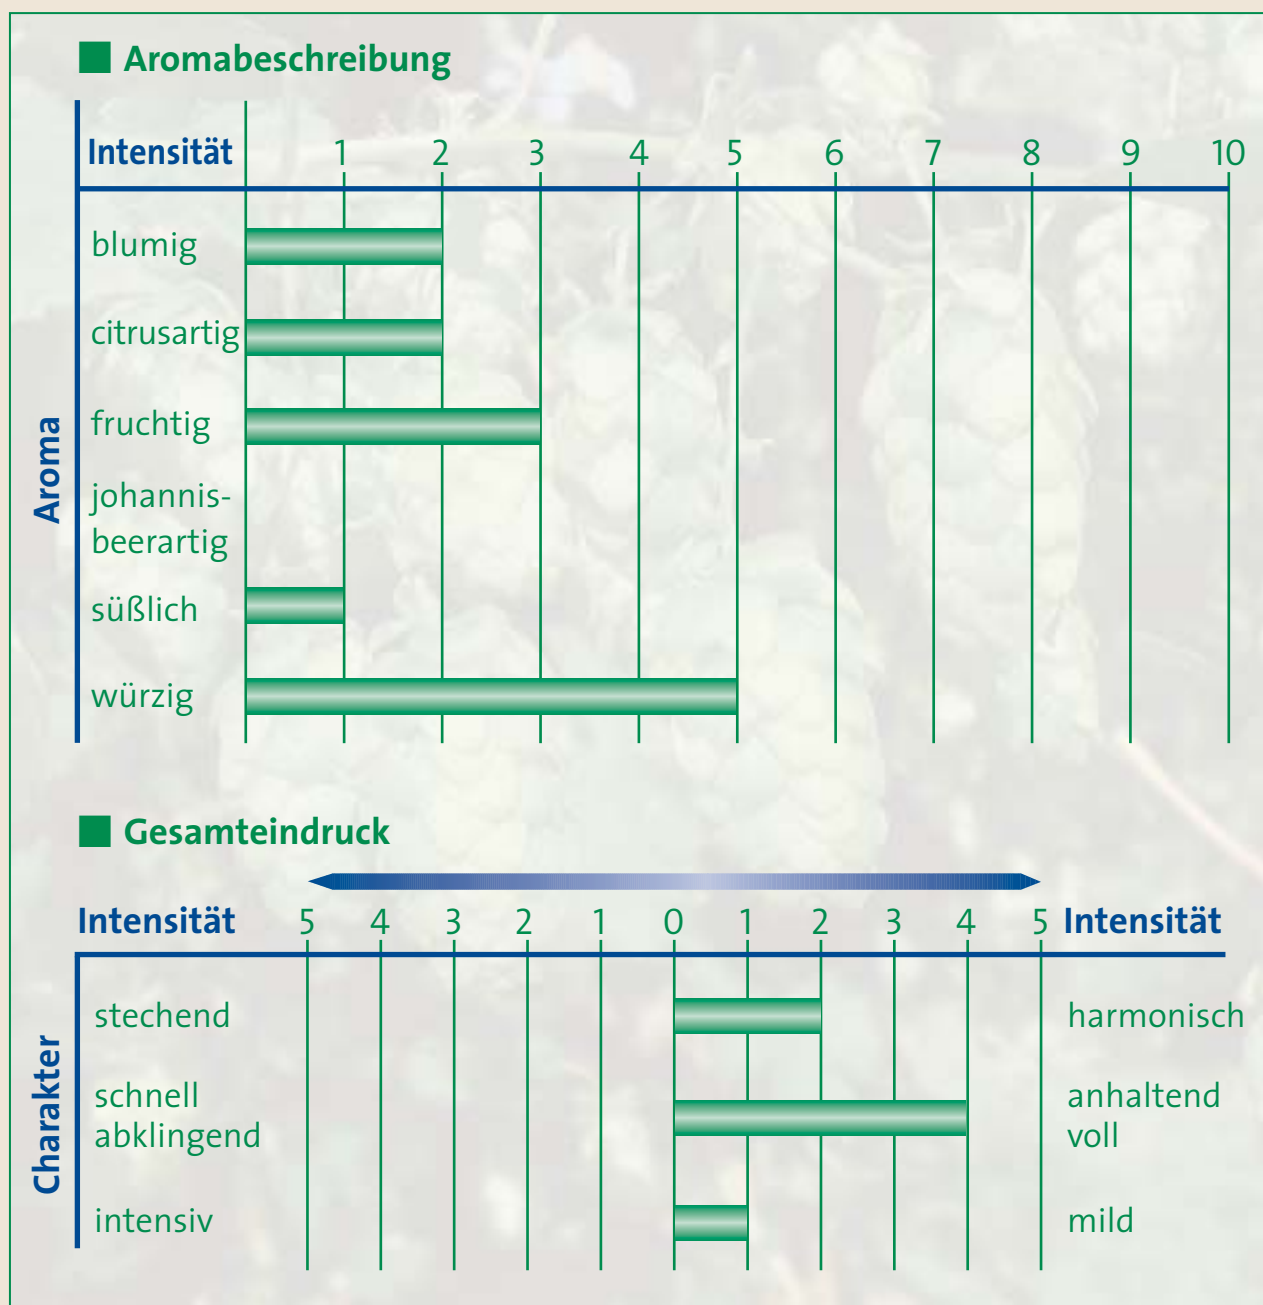 Aromabeschreibung
Intensität 1 2 3 4 5 6 7 8 9 10
Aroma
blumig
citrusartig
fruchtig
johannis-
beerartig
süßlich
würzig
Gesamteindruck
Intensität 5 4 3 2 1 0 1 2 3 4 5 Intensität
Charakter
stechend harmonisch
schnell anhaltend
abklingend voll
intensiv mild